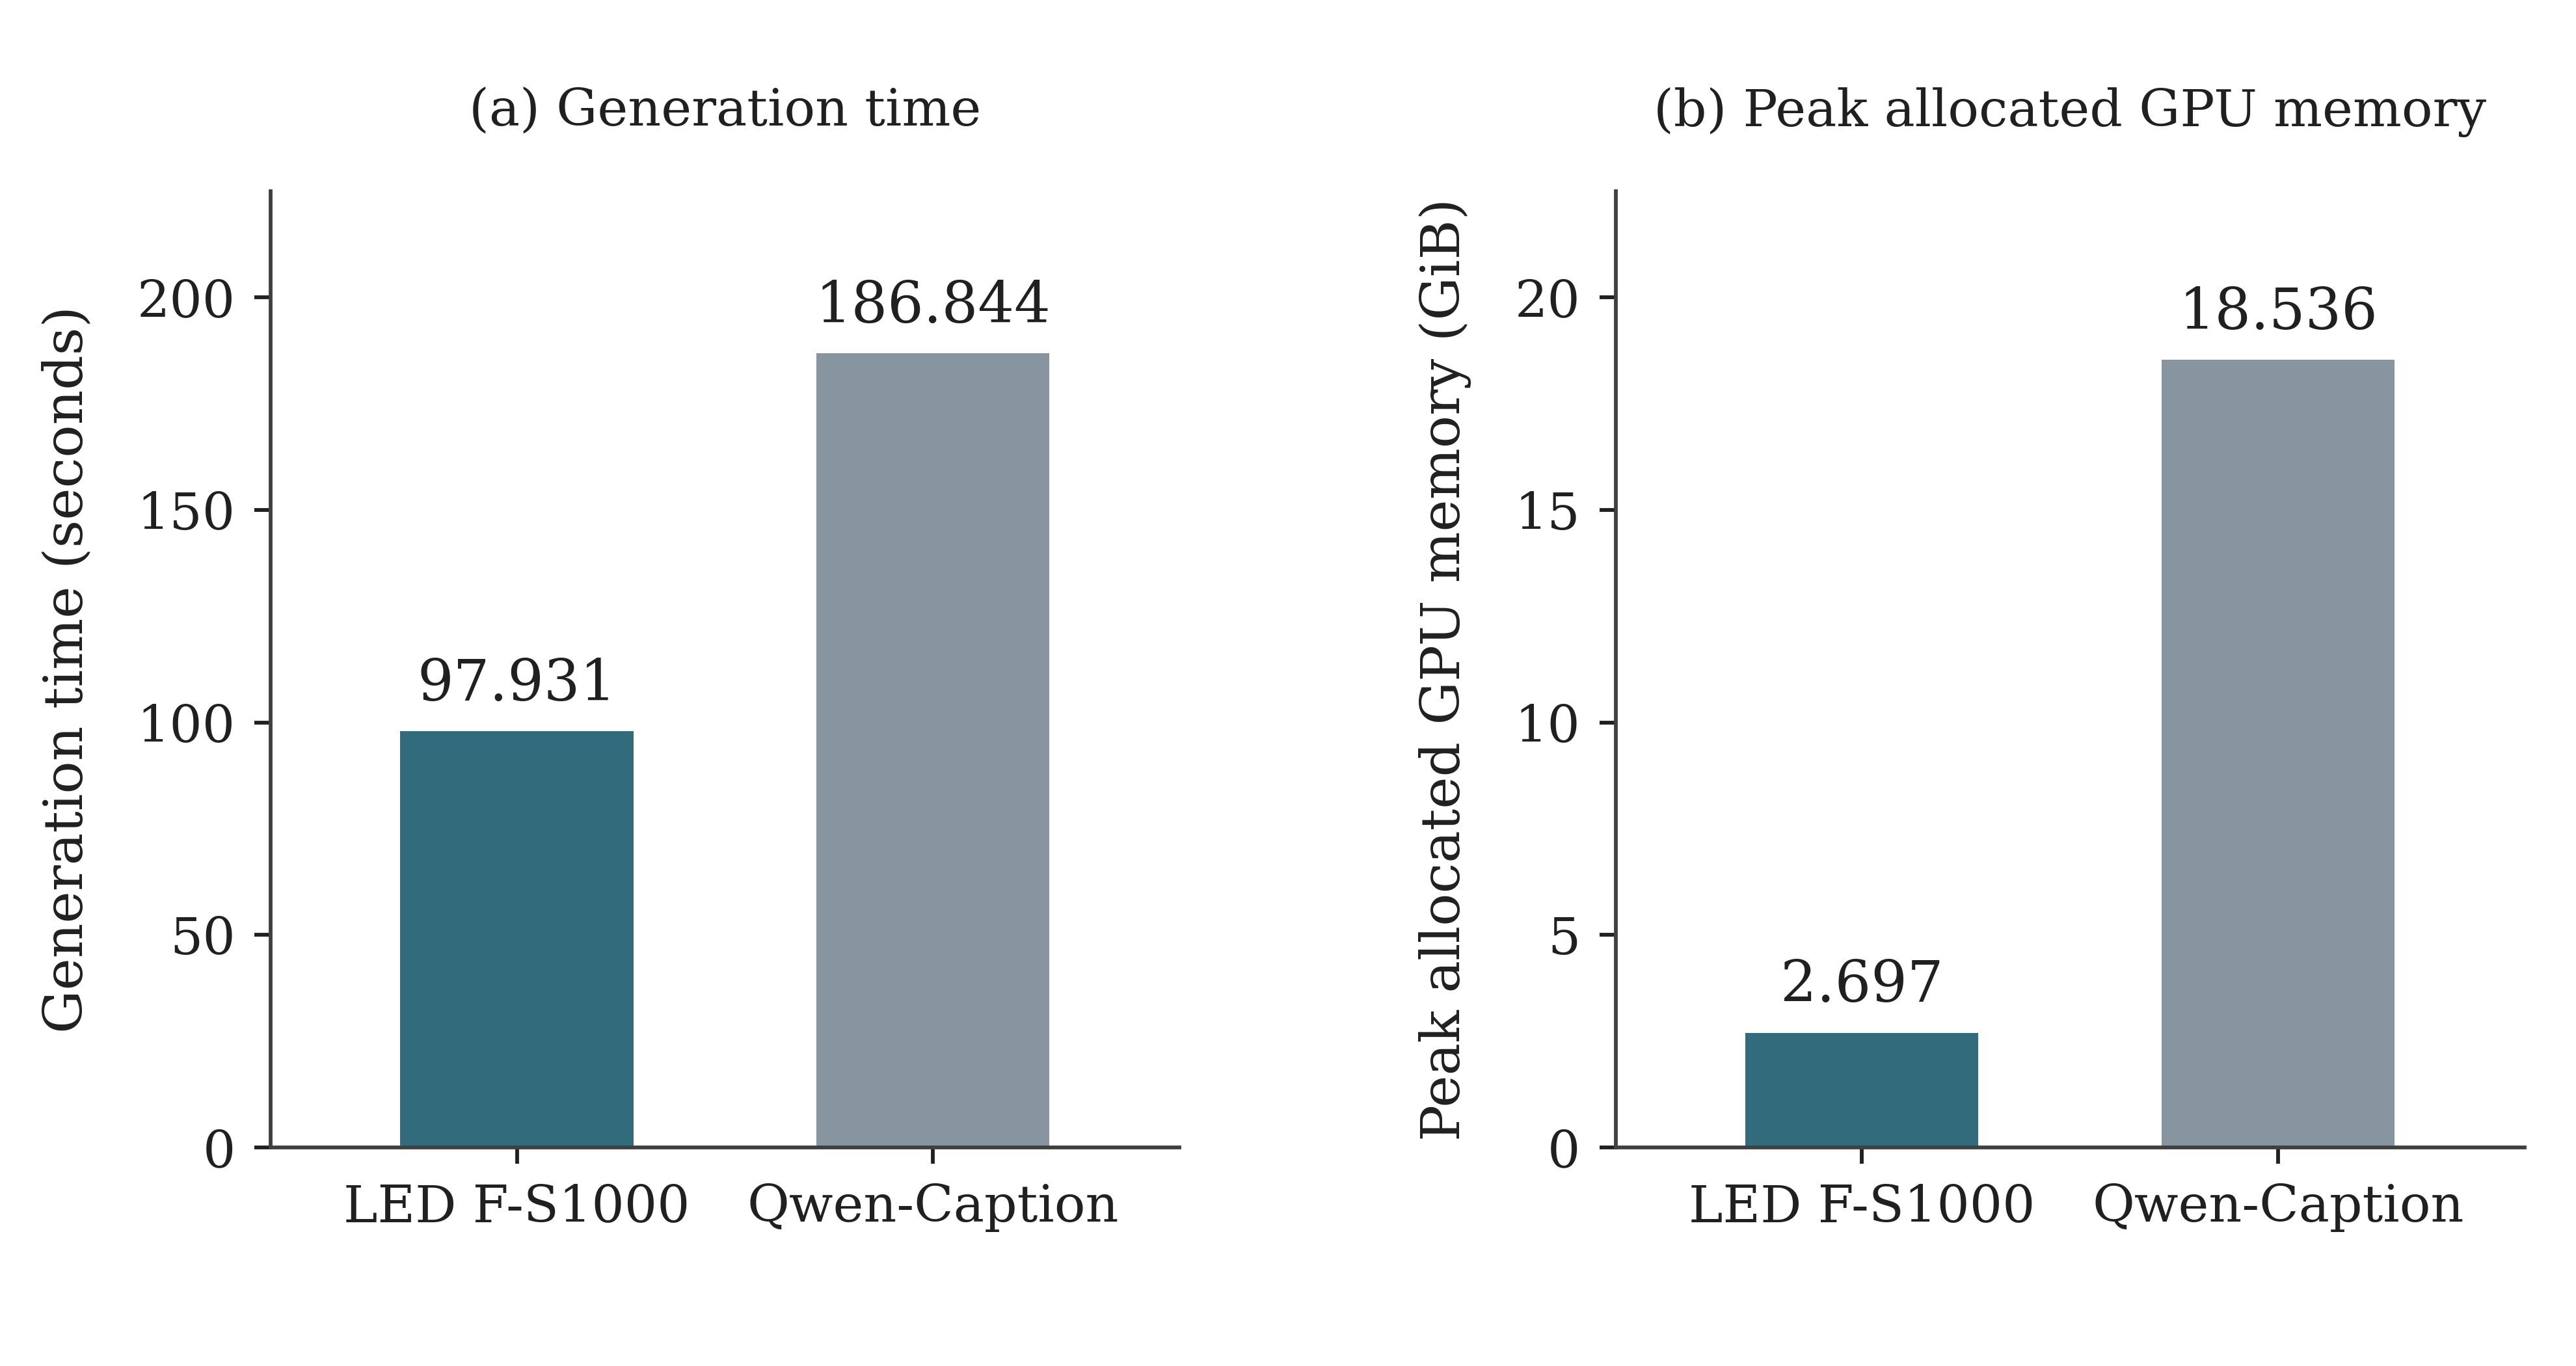 (a) Generation time
Generation time (seconds)
200
150
100
50
0
97.931
186.844
LED F-S1000
Qwen-Caption
(b) Peak allocated GPU memory
Peak allocated GPU memory (GiB)
20
15
10
5
0
2.697
18.536
LED F-S1000
Qwen-Caption